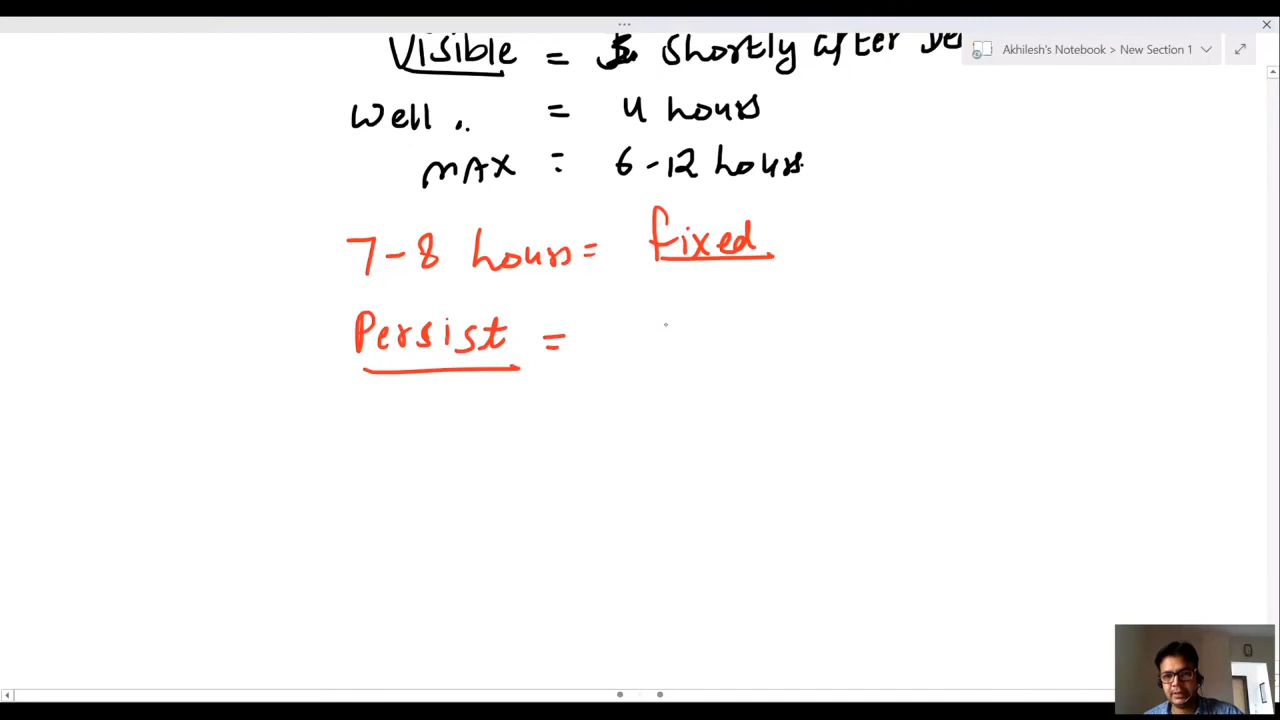 Visible = shortly after
Akhilesh's Notebook > New Section 1
Well . = 4 hours
MAX = 6-12 hours
7-8 hours = fixed.
Persist =